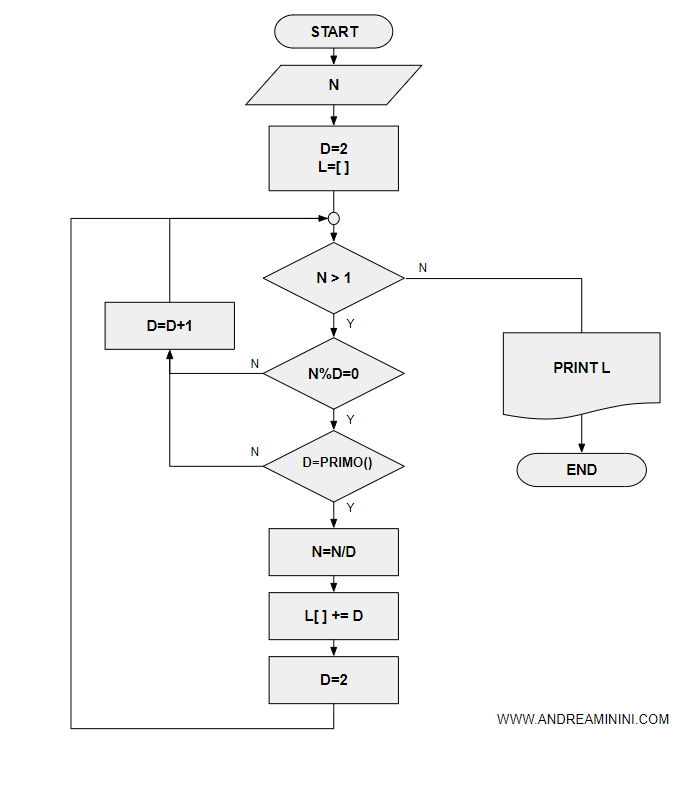 START
N
D=2
L=[ ]
N > 1
N
Y
D=D+1
N%D=0
N
Y
PRINT L
D=PRIMO()
N
Y
END
N=N/D
L[ ] += D
D=2
WWW.ANDREAMININI.COM